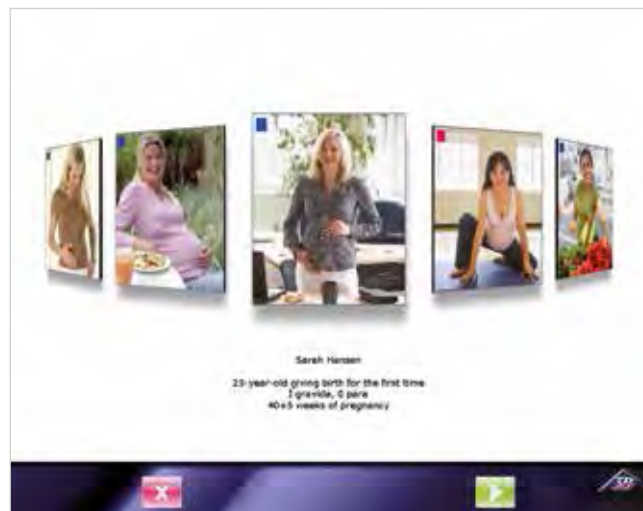 Sarah Hansen
23-year-old giving birth for the first time
I gravida, 0 para
40+5 weeks of pregnancy